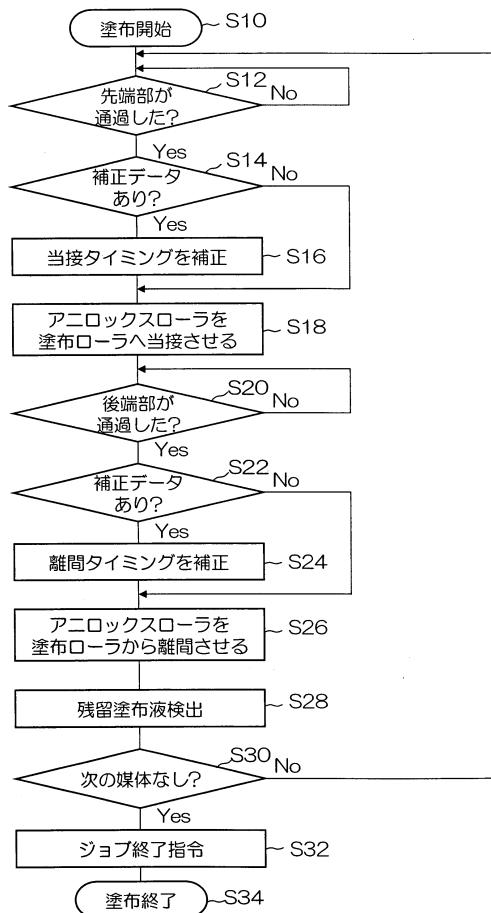 塗布開始
S10
先端部が
通過した?
S12
No
Yes
補正データ
あり?
S14
No
Yes
当接タイミングを補正
S16
アニロックスローラを
塗布ローラへ当接させる
S18
後端部が
通過した?
S20
No
Yes
補正データ
あり?
S22
No
Yes
離間タイミングを補正
S24
アニロックスローラを
塗布ローラから離間させる
S26
残留塗布液検出
S28
次の媒体なし?
S30
No
Yes
ジョブ終了指令
S32
塗布終了
S34